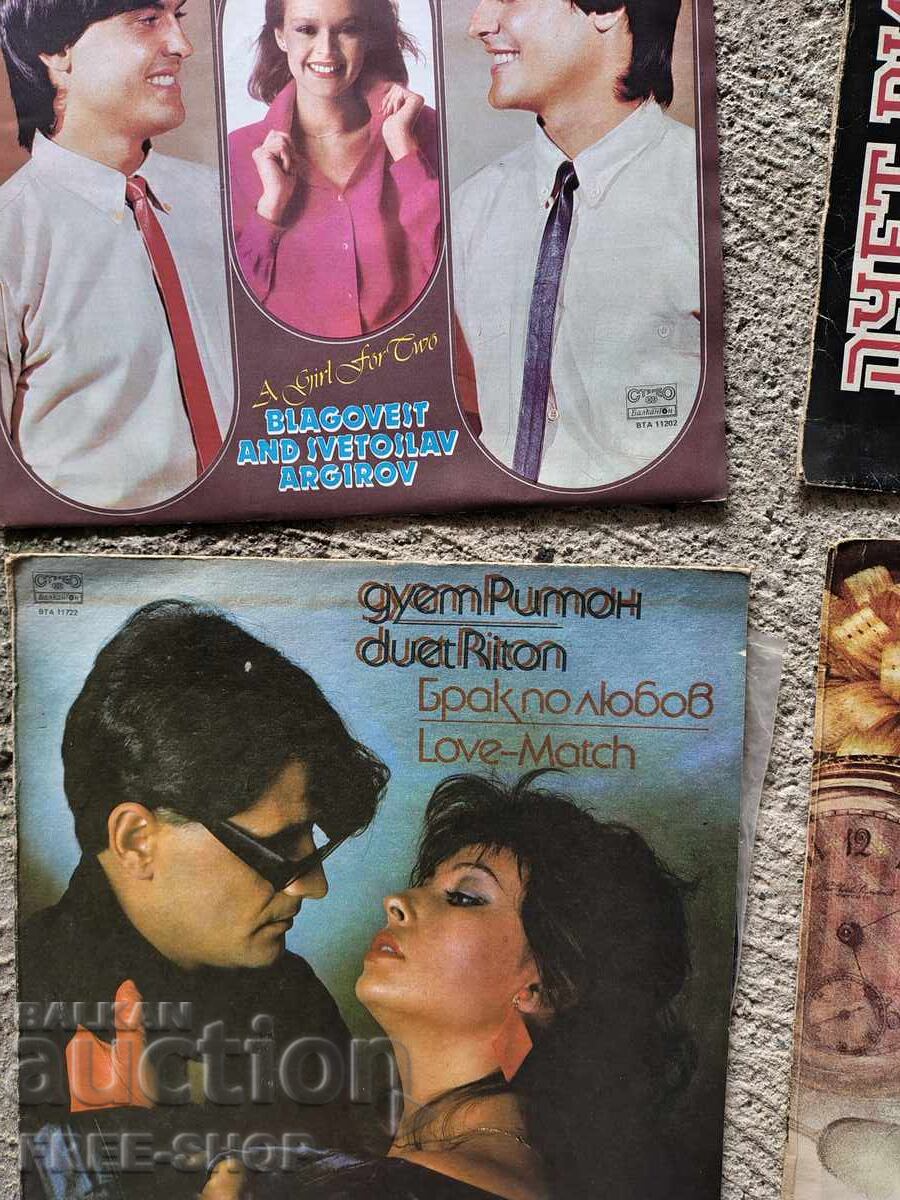 A Girl For Two
BLAGOVEST
AND SVETOSLAV
ARGIROV
СТЕРЕО
Балкантон
ВТА 11202
СТЕРЕО
Балкантон
ВТА 11722
дует Ритон
duet Riton
Брак по любов
Love-Match
12
BALKAN
auction
FREE-SHOP